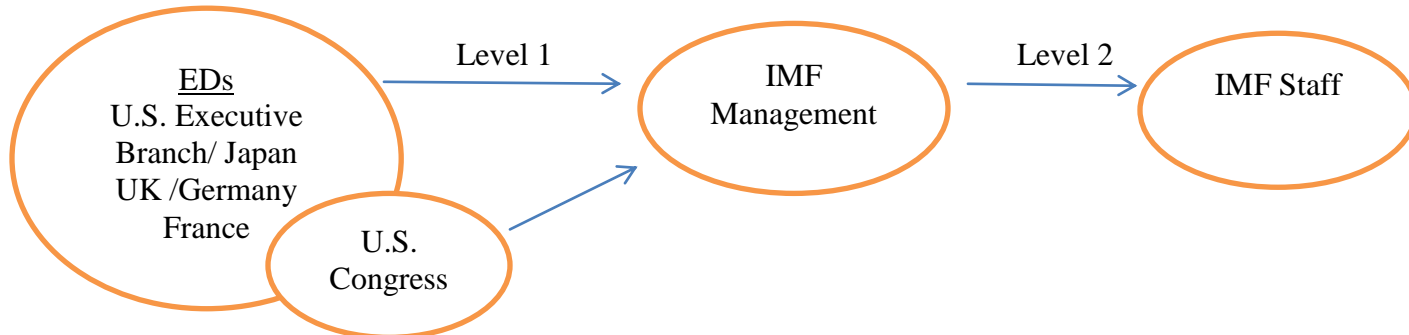 EDs
U.S. Executive
Branch/ Japan
UK /Germany
France
U.S.
Congress
Level 1
IMF
Management
Level 2
IMF Staff